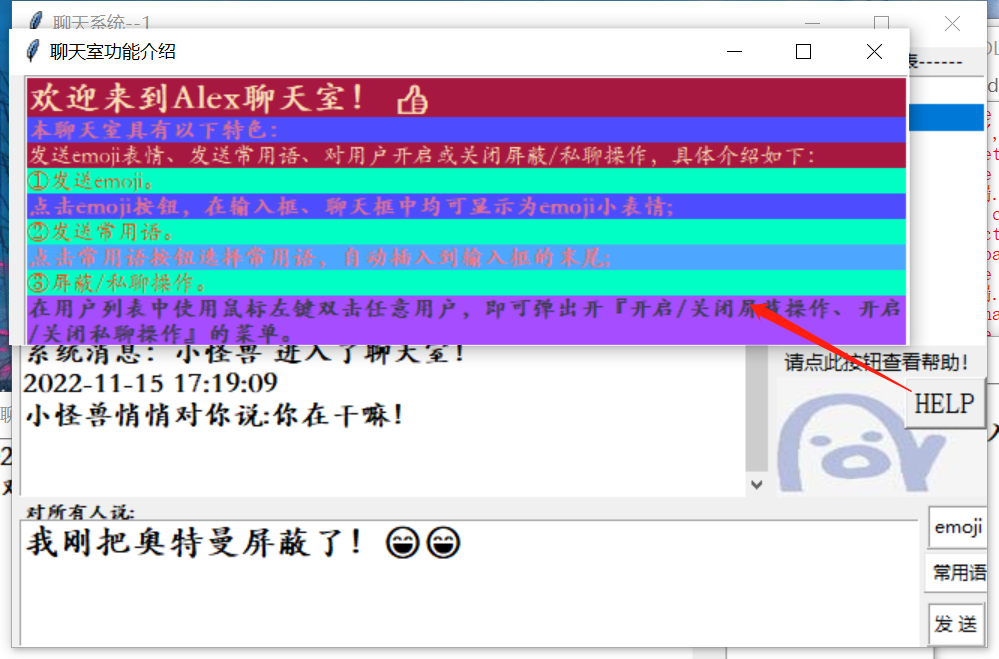 聊天系统--1
聊天室功能介绍
欢迎来到Alex聊天室！ 👍
本聊天室具有以下特色：
发送emoji表情、发送常用语、对用户开启或关闭屏蔽/私聊操作，具体介绍如下：
①发送emoji。
点击emoji按钮，在输入框、聊天框中均可显示为emoji小表情;
②发送常用语。
点击常用语按钮选择常用语，自动插入到输入框的末尾;
③屏蔽/私聊操作。
在用户列表中使用鼠标左键双击任意用户，即可弹出开『开启/关闭屏蔽操作、开启
/关闭私聊操作』的菜单。
系统消息：小怪兽 进入了聊天室！
2022-11-15 17:19:09
小怪兽悄悄对你说:你在干嘛！
请点此按钮查看帮助！
HELP
对所有人说:
我刚把奥特曼屏蔽了！😄😄
emoji
常用语
发 送